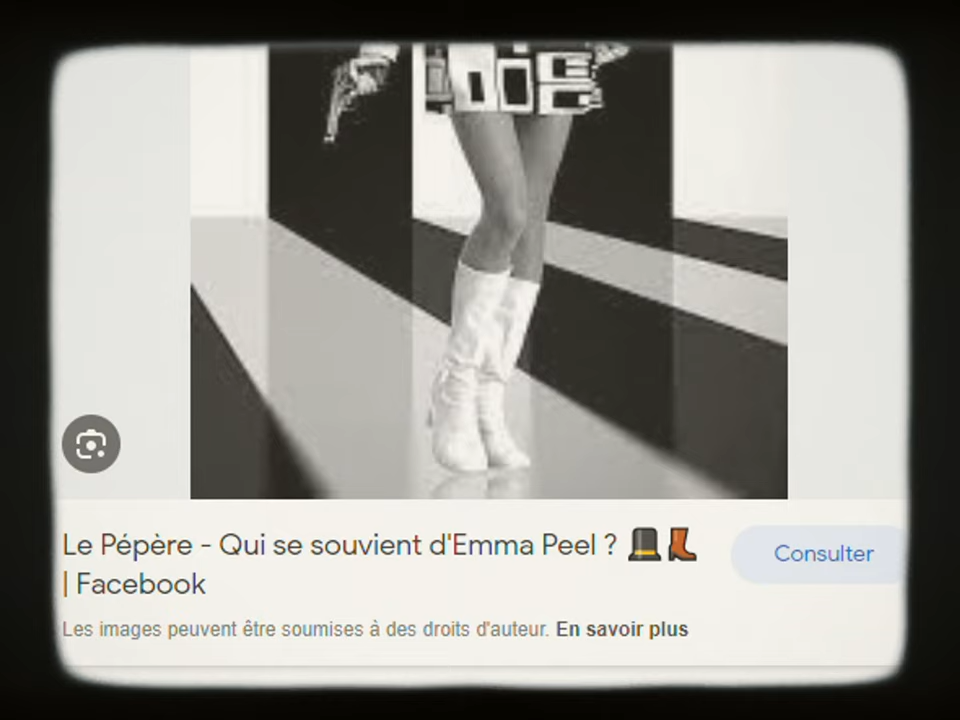 Le Pépère - Qui se souvient d'Emma Peel ? 🎩👢
| Facebook
Consulter
Les images peuvent être soumises à des droits d'auteur. En savoir plus